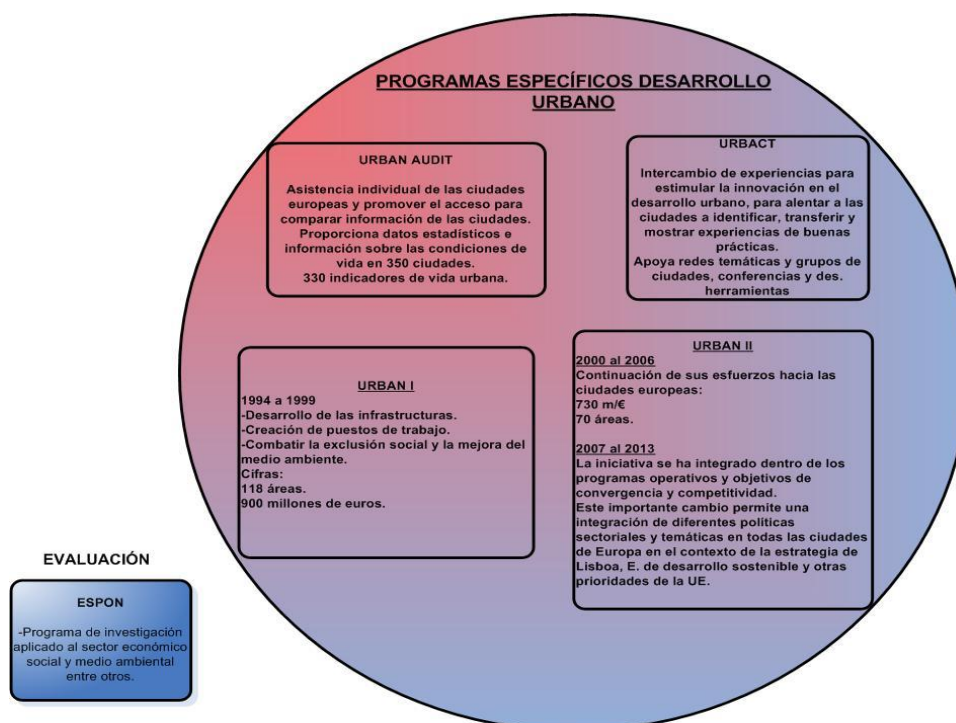 PROGRAMAS ESPECÍFICOS DESARROLLO
URBANO
URBAN AUDIT
Asistencia individual de las ciudades
europeas y promover el acceso para
comparar información de las ciudades.
Proporciona datos estadísticos e
información sobre las condiciones de
vida en 350 ciudades.
330 indicadores de vida urbana.
URBACT
Intercambio de experiencias para
estimular la innovación en el
desarrollo urbano, para alentar a las
ciudades a identificar, transferir y
mostrar experiencias de buenas
prácticas.
Apoya redes temáticas y grupos de
ciudades, conferencias y des.
herramientas
URBAN I
1994 a 1999
-Desarrollo de las infrastructuras.
-Creación de puestos de trabajo.
-Combatir la exclusión social y la mejora del
medio ambiente.
Cifras:
118 áreas.
900 millones de euros.
URBAN II
2000 al 2006
Continuación de sus esfuerzos hacia las
ciudades europeas:
730 m/€
70 áreas.
2007 al 2013
La iniciativa se ha integrado dentro de los
programas operativos y objetivos de
convergencia y competitividad.
Este importante cambio permite una
integración de diferentes políticas
sectoriales y temáticas en todas las ciudades
de Europa en el contexto de la estrategia de
Lisboa, E. de desarrollo sostenible y otras
prioridades de la UE.
EVALUACIÓN
ESPON
-Programa de investigación
aplicado al sector económico
social y medio ambiental
entre otros.